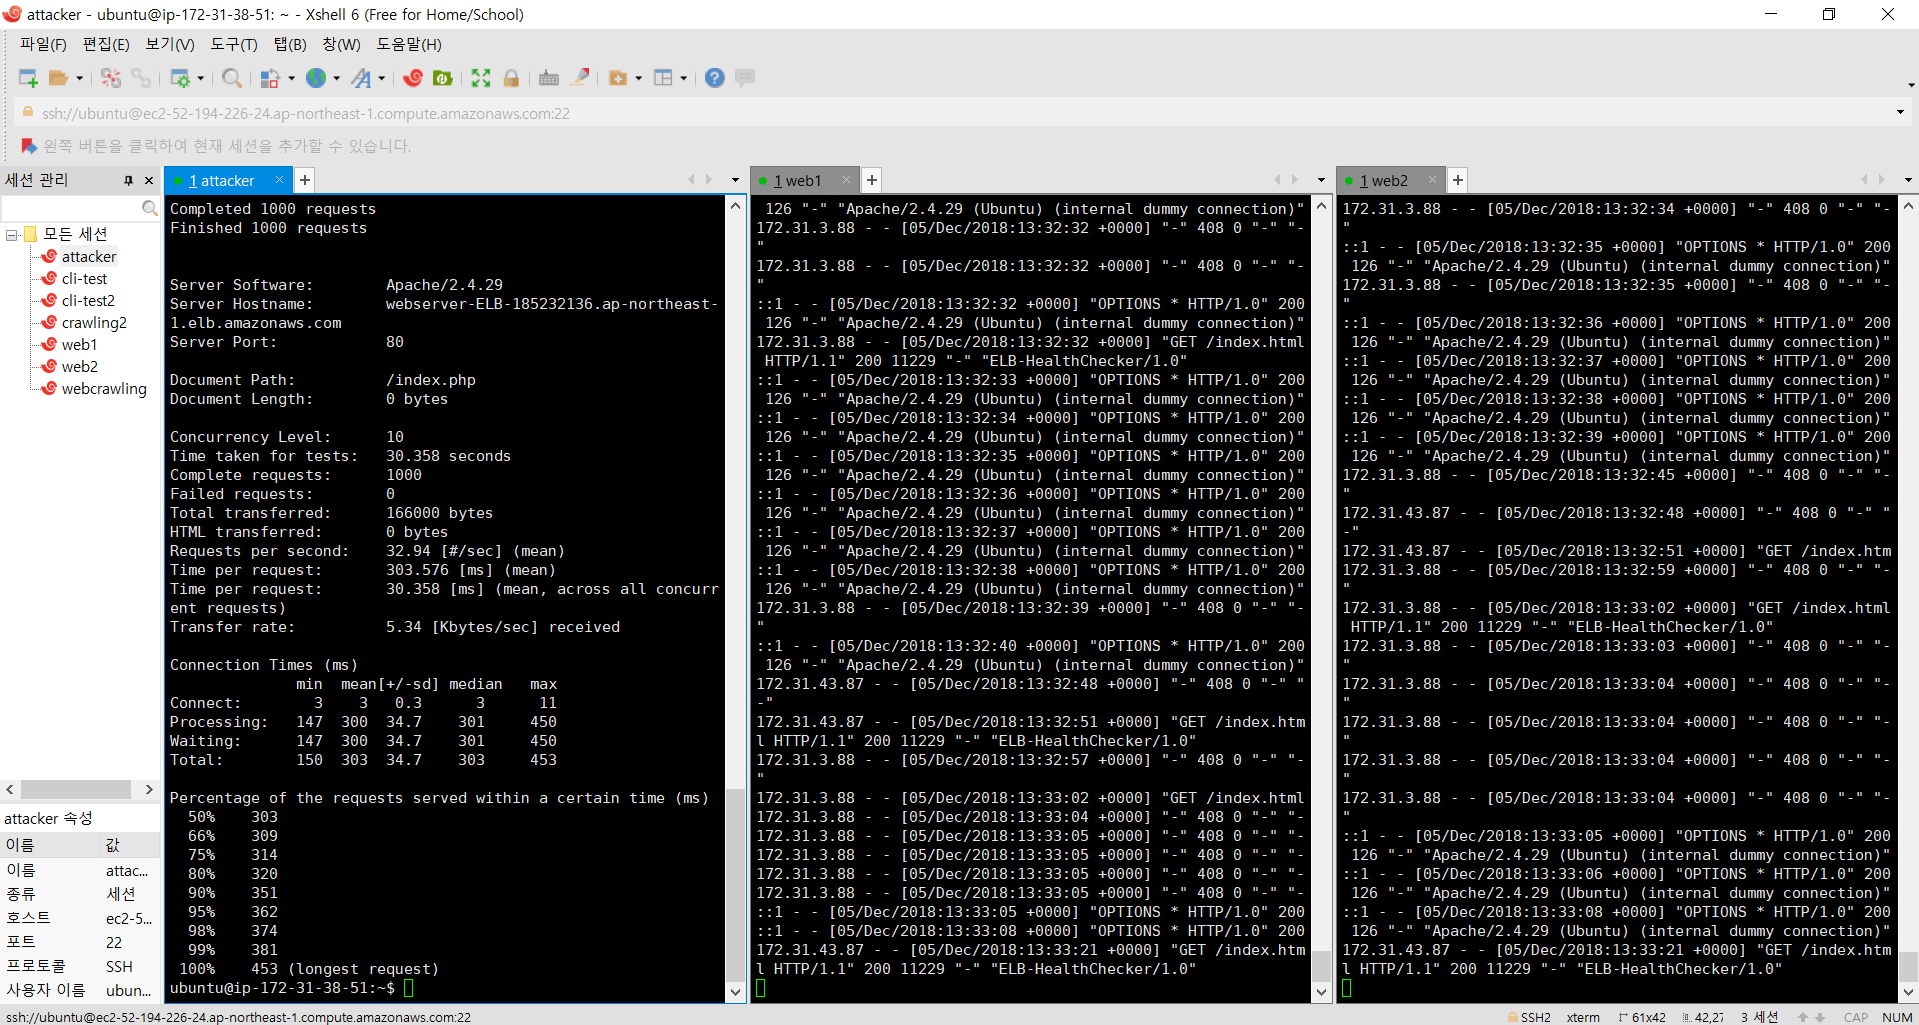 attacker - ubuntu@ip-172-31-38-51: ~ - Xshell 6 (Free for Home/School)
파일(F) 편집(E) 보기(V) 도구(T) 탭(B) 창(W) 도움말(H)
ssh://ubuntu@ec2-52-194-226-24.ap-northeast-1.compute.amazonaws.com:22
왼쪽 버튼을 클릭하여 현재 세션을 추가할 수 있습니다.
세션 관리
모든 세션
attacker
cli-test
cli-test2
crawling2
web1
web2
webcrawling
attacker 속성
이름 값
이름 attac...
종류 세션
호스트 ec2-5...
포트 22
프로토콜 SSH
사용자 이름 ubun...
1 attacker
Completed 1000 requests
Finished 1000 requests
Server Software: Apache/2.4.29
Server Hostname: webserver-ELB-185232136.ap-northeast-
1.elb.amazonaws.com
Server Port: 80
Document Path: /index.php
Document Length: 0 bytes
Concurrency Level: 10
Time taken for tests: 30.358 seconds
Complete requests: 1000
Failed requests: 0
Total transferred: 166000 bytes
HTML transferred: 0 bytes
Requests per second: 32.94 [#/sec] (mean)
Time per request: 303.576 [ms] (mean)
Time per request: 30.358 [ms] (mean, across all concurr
ent requests)
Transfer rate: 5.34 [Kbytes/sec] received
Connection Times (ms)
min mean[+/-sd] median max
Connect: 3 3 0.3 3 11
Processing: 147 300 34.7 301 450
Waiting: 147 300 34.7 301 450
Total: 150 303 34.7 303 453
Percentage of the requests served within a certain time (ms)
50% 303
66% 309
75% 314
80% 320
90% 351
95% 362
98% 374
99% 381
100% 453 (longest request)
ubuntu@ip-172-31-38-51:~$
1 web1
126 "-" "Apache/2.4.29 (Ubuntu) (internal dummy connection)"
172.31.3.88 - - [05/Dec/2018:13:32:32 +0000] "-" 408 0 "-" "-
"
172.31.3.88 - - [05/Dec/2018:13:32:32 +0000] "-" 408 0 "-" "-
"
::1 - - [05/Dec/2018:13:32:32 +0000] "OPTIONS * HTTP/1.0" 200
126 "-" "Apache/2.4.29 (Ubuntu) (internal dummy connection)"
172.31.3.88 - - [05/Dec/2018:13:32:32 +0000] "GET /index.html
HTTP/1.1" 200 11229 "-" "ELB-HealthChecker/1.0"
::1 - - [05/Dec/2018:13:32:33 +0000] "OPTIONS * HTTP/1.0" 200
126 "-" "Apache/2.4.29 (Ubuntu) (internal dummy connection)"
::1 - - [05/Dec/2018:13:32:34 +0000] "OPTIONS * HTTP/1.0" 200
126 "-" "Apache/2.4.29 (Ubuntu) (internal dummy connection)"
::1 - - [05/Dec/2018:13:32:35 +0000] "OPTIONS * HTTP/1.0" 200
126 "-" "Apache/2.4.29 (Ubuntu) (internal dummy connection)"
::1 - - [05/Dec/2018:13:32:36 +0000] "OPTIONS * HTTP/1.0" 200
126 "-" "Apache/2.4.29 (Ubuntu) (internal dummy connection)"
::1 - - [05/Dec/2018:13:32:37 +0000] "OPTIONS * HTTP/1.0" 200
126 "-" "Apache/2.4.29 (Ubuntu) (internal dummy connection)"
::1 - - [05/Dec/2018:13:32:38 +0000] "OPTIONS * HTTP/1.0" 200
126 "-" "Apache/2.4.29 (Ubuntu) (internal dummy connection)"
172.31.3.88 - - [05/Dec/2018:13:32:39 +0000] "-" 408 0 "-" "-
"
::1 - - [05/Dec/2018:13:32:40 +0000] "OPTIONS * HTTP/1.0" 200
126 "-" "Apache/2.4.29 (Ubuntu) (internal dummy connection)"
172.31.43.87 - - [05/Dec/2018:13:32:48 +0000] "-" 408 0 "-" "
-"
172.31.43.87 - - [05/Dec/2018:13:32:51 +0000] "GET /index.htm
l HTTP/1.1" 200 11229 "-" "ELB-HealthChecker/1.0"
172.31.3.88 - - [05/Dec/2018:13:32:57 +0000] "-" 408 0 "-" "-
"
172.31.3.88 - - [05/Dec/2018:13:33:02 +0000] "GET /index.html
172.31.3.88 - - [05/Dec/2018:13:33:04 +0000] "-" 408 0 "-" "-
172.31.3.88 - - [05/Dec/2018:13:33:05 +0000] "-" 408 0 "-" "-
172.31.3.88 - - [05/Dec/2018:13:33:05 +0000] "-" 408 0 "-" "-
172.31.3.88 - - [05/Dec/2018:13:33:05 +0000] "-" 408 0 "-" "-
172.31.3.88 - - [05/Dec/2018:13:33:05 +0000] "-" 408 0 "-" "-
::1 - - [05/Dec/2018:13:33:05 +0000] "OPTIONS * HTTP/1.0" 200
::1 - - [05/Dec/2018:13:33:08 +0000] "OPTIONS * HTTP/1.0" 200
172.31.43.87 - - [05/Dec/2018:13:33:21 +0000] "GET /index.htm
l HTTP/1.1" 200 11229 "-" "ELB-HealthChecker/1.0"
1 web2
172.31.3.88 - - [05/Dec/2018:13:32:34 +0000] "-" 408 0 "-" "-
"
::1 - - [05/Dec/2018:13:32:35 +0000] "OPTIONS * HTTP/1.0" 200
126 "-" "Apache/2.4.29 (Ubuntu) (internal dummy connection)"
172.31.3.88 - - [05/Dec/2018:13:32:35 +0000] "-" 408 0 "-" "-
"
::1 - - [05/Dec/2018:13:32:36 +0000] "OPTIONS * HTTP/1.0" 200
126 "-" "Apache/2.4.29 (Ubuntu) (internal dummy connection)"
::1 - - [05/Dec/2018:13:32:37 +0000] "OPTIONS * HTTP/1.0" 200
126 "-" "Apache/2.4.29 (Ubuntu) (internal dummy connection)"
::1 - - [05/Dec/2018:13:32:38 +0000] "OPTIONS * HTTP/1.0" 200
126 "-" "Apache/2.4.29 (Ubuntu) (internal dummy connection)"
::1 - - [05/Dec/2018:13:32:39 +0000] "OPTIONS * HTTP/1.0" 200
126 "-" "Apache/2.4.29 (Ubuntu) (internal dummy connection)"
172.31.3.88 - - [05/Dec/2018:13:32:45 +0000] "-" 408 0 "-" "-
"
172.31.43.87 - - [05/Dec/2018:13:32:48 +0000] "-" 408 0 "-" "
-"
172.31.43.87 - - [05/Dec/2018:13:32:51 +0000] "GET /index.htm
172.31.3.88 - - [05/Dec/2018:13:32:59 +0000] "-" 408 0 "-" "-
"
172.31.3.88 - - [05/Dec/2018:13:33:02 +0000] "GET /index.html
HTTP/1.1" 200 11229 "-" "ELB-HealthChecker/1.0"
172.31.3.88 - - [05/Dec/2018:13:33:03 +0000] "-" 408 0 "-" "-
"
172.31.3.88 - - [05/Dec/2018:13:33:04 +0000] "-" 408 0 "-" "-
"
172.31.3.88 - - [05/Dec/2018:13:33:04 +0000] "-" 408 0 "-" "-
"
172.31.3.88 - - [05/Dec/2018:13:33:04 +0000] "-" 408 0 "-" "-
"
172.31.3.88 - - [05/Dec/2018:13:33:04 +0000] "-" 408 0 "-" "-
"
::1 - - [05/Dec/2018:13:33:05 +0000] "OPTIONS * HTTP/1.0" 200
126 "-" "Apache/2.4.29 (Ubuntu) (internal dummy connection)"
::1 - - [05/Dec/2018:13:33:06 +0000] "OPTIONS * HTTP/1.0" 200
126 "-" "Apache/2.4.29 (Ubuntu) (internal dummy connection)"
::1 - - [05/Dec/2018:13:33:08 +0000] "OPTIONS * HTTP/1.0" 200
126 "-" "Apache/2.4.29 (Ubuntu) (internal dummy connection)"
172.31.43.87 - - [05/Dec/2018:13:33:21 +0000] "GET /index.htm
l HTTP/1.1" 200 11229 "-" "ELB-HealthChecker/1.0"
ssh://ubuntu@ec2-52-194-226-24.ap-northeast-1.compute.amazonaws.com:22 SSH2 xterm 61x42 42,27 3 세션 CAP NUM